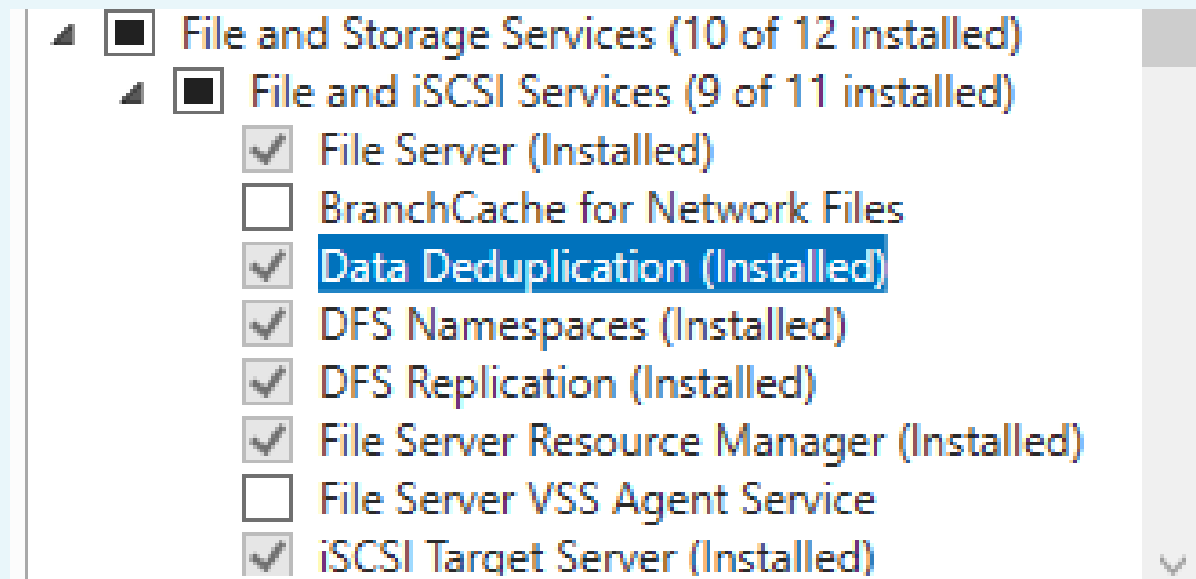 File and Storage Services (10 of 12 installed)
File and iSCSI Services (9 of 11 installed)
File Server (Installed)
BranchCache for Network Files
Data Deduplication (Installed)
DFS Namespaces (Installed)
DFS Replication (Installed)
File Server Resource Manager (Installed)
File Server VSS Agent Service
iSCSI Target Server (Installed)